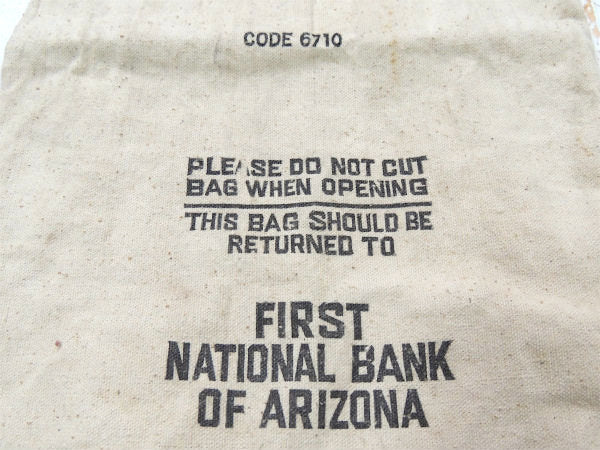 CODE 6710
PLEASE DO NOT CUT
BAG WHEN OPENING
THIS BAG SHOULD BE
RETURNED TO
FIRST
NATIONAL BANK
OF ARIZONA